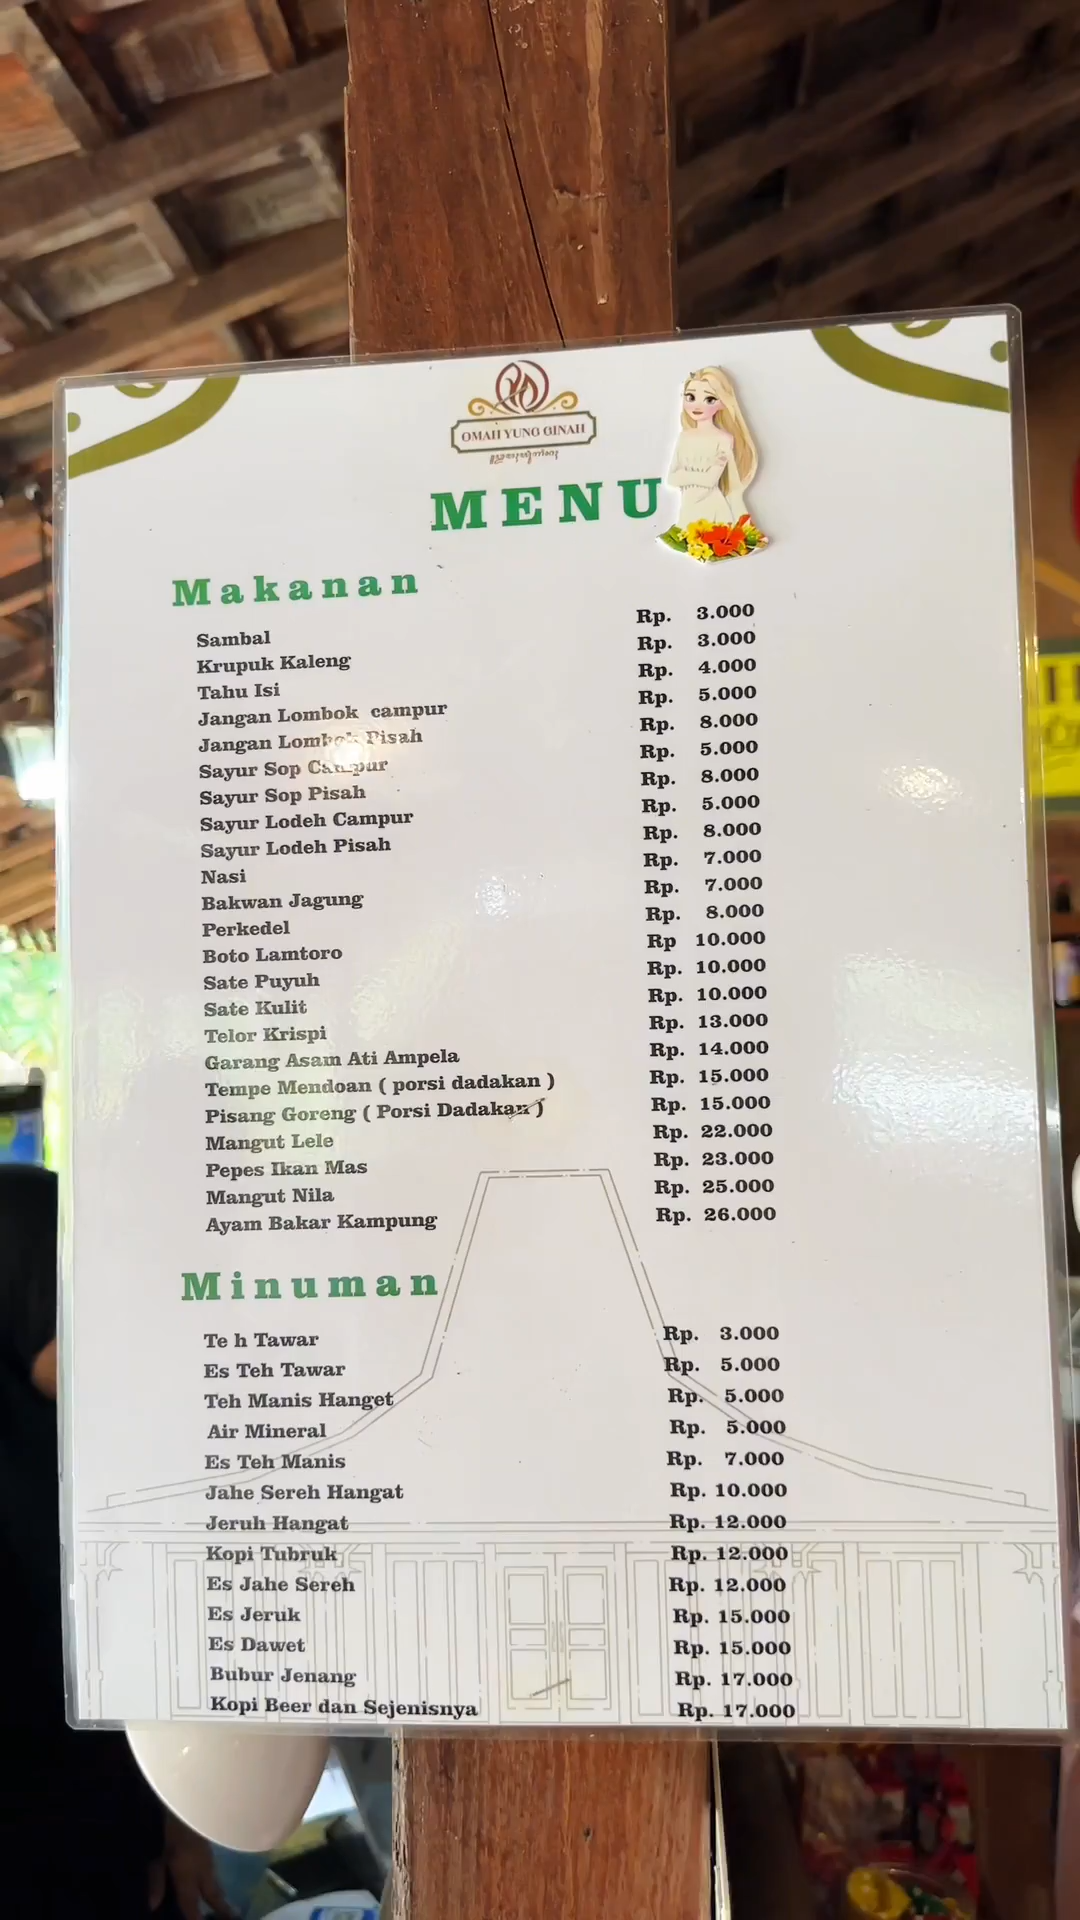 OMAH YUNG GINAH
MENU
Makanan
Sambal Rp. 3.000
Krupuk Kaleng Rp. 3.000
Tahu Isi Rp. 4.000
Jangan Lombok campur Rp. 5.000
Jangan Lombok Pisah Rp. 8.000
Sayur Sop Campur Rp. 5.000
Sayur Sop Pisah Rp. 8.000
Sayur Lodeh Campur Rp. 5.000
Sayur Lodeh Pisah Rp. 8.000
Nasi Rp. 7.000
Bakwan Jagung Rp. 7.000
Perkedel Rp. 8.000
Boto Lamtoro Rp 10.000
Sate Puyuh Rp. 10.000
Sate Kulit Rp. 10.000
Telor Krispi Rp. 13.000
Garang Asam Ati Ampela Rp. 14.000
Tempe Mendoan ( porsi dadakan ) Rp. 15.000
Pisang Goreng ( Porsi Dadakan ) Rp. 15.000
Mangut Lele Rp. 22.000
Pepes Ikan Mas Rp. 23.000
Mangut Nila Rp. 25.000
Ayam Bakar Kampung Rp. 26.000
Minuman
Te h Tawar Rp. 3.000
Es Teh Tawar Rp. 5.000
Teh Manis Hanget Rp. 5.000
Air Mineral Rp. 5.000
Es Teh Manis Rp. 7.000
Jahe Sereh Hangat Rp. 10.000
Jeruh Hangat Rp. 12.000
Kopi Tubruk Rp. 12.000
Es Jahe Sereh Rp. 12.000
Es Jeruk Rp. 15.000
Es Dawet Rp. 15.000
Bubur Jenang Rp. 17.000
Kopi Beer dan Sejenisnya Rp. 17.000